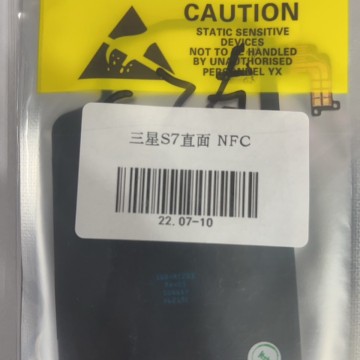 CAUTION
STATIC SENSITIVE
DEVICES
NOT TO BE HANDLED
BY UNAUTHORISED
PERSONNEL YX
三星S7直面 NFC
22.07-10